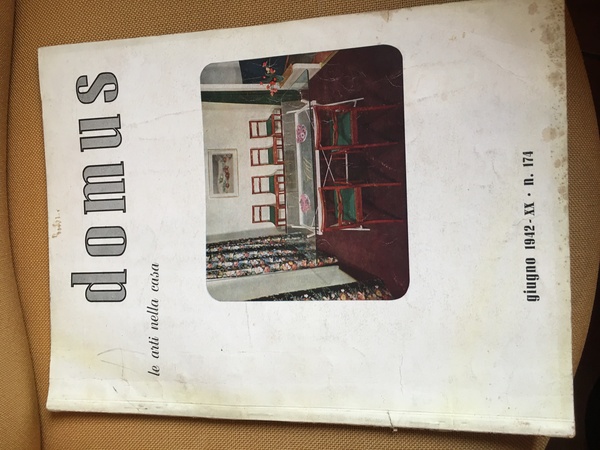 domus
le arti nella casa
giugno 1942-XX • n. 174